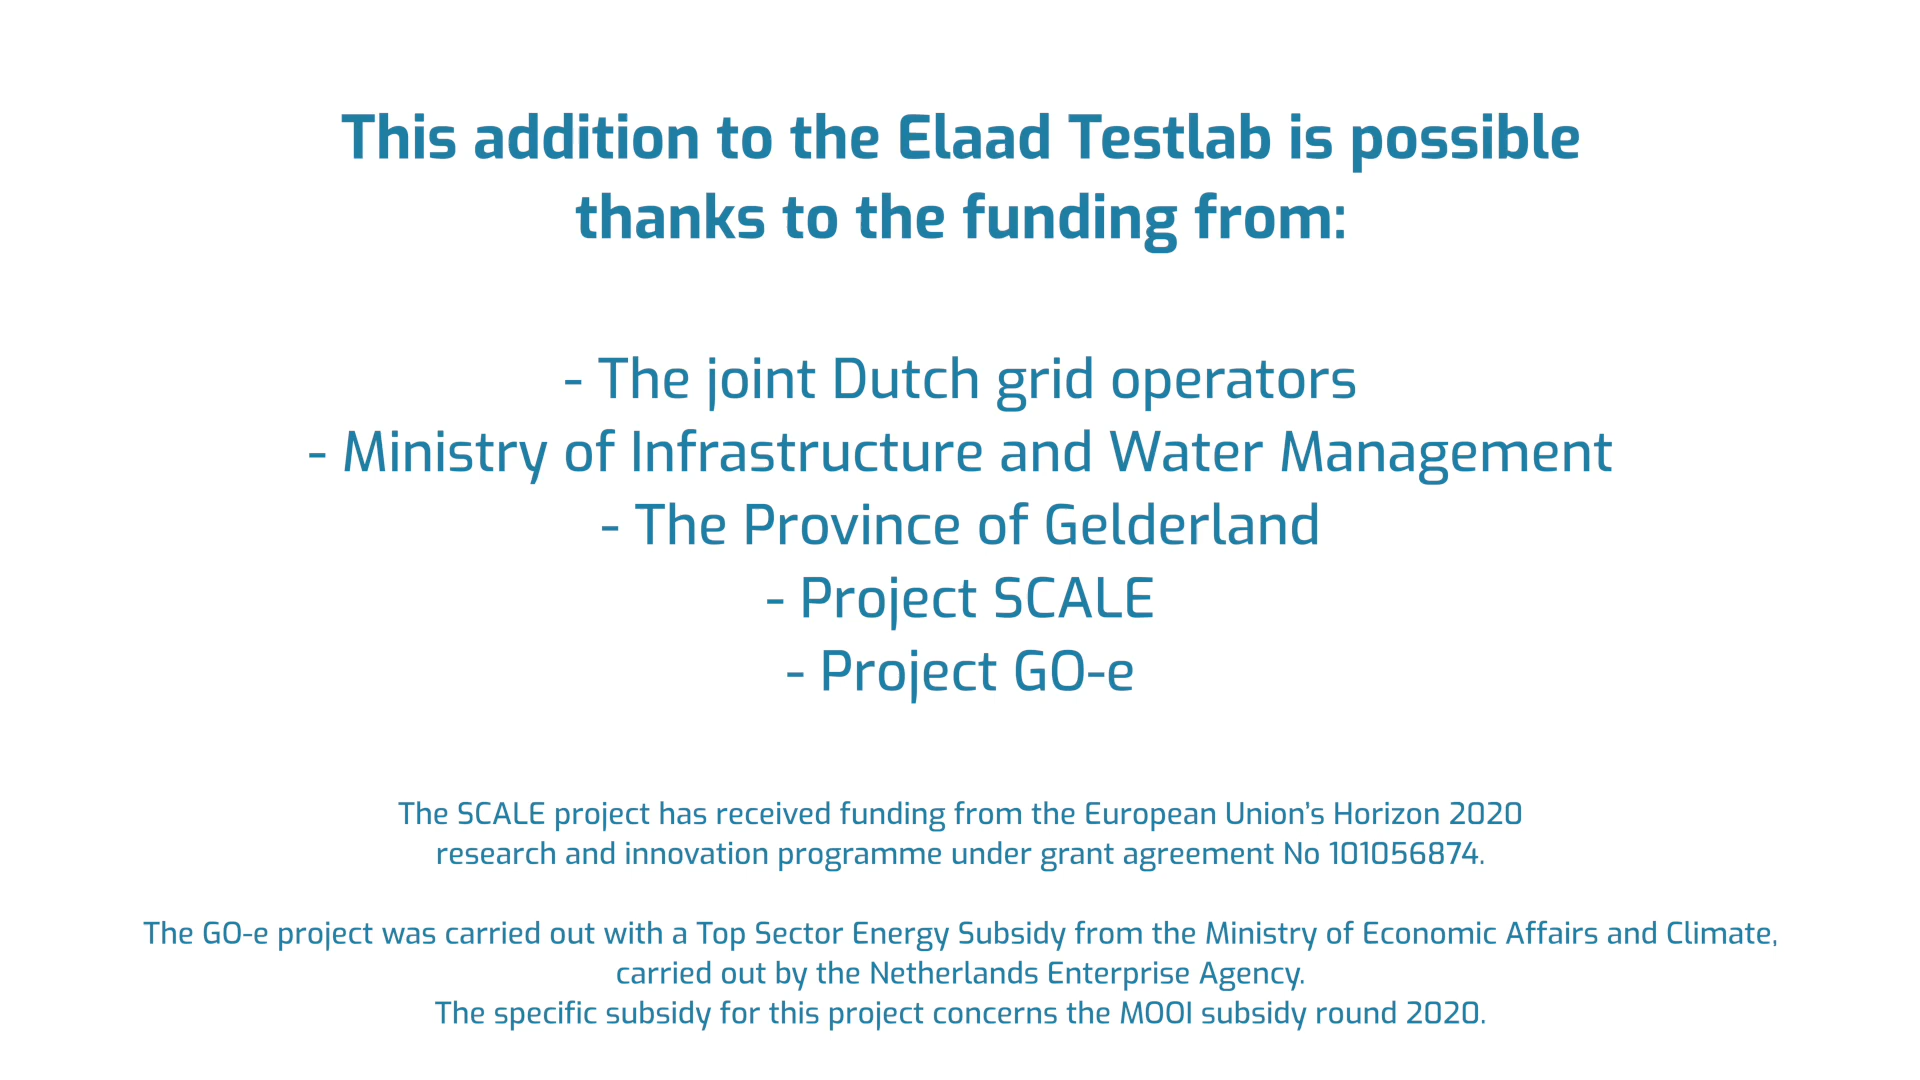 This addition to the Elaad Testlab is possible
thanks to the funding from:
- The joint Dutch grid operators
- Ministry of Infrastructure and Water Management
- The Province of Gelderland
- Project SCALE
- Project GO-e
The SCALE project has received funding from the European Union’s Horizon 2020
research and innovation programme under grant agreement No 101056874.
The GO-e project was carried out with a Top Sector Energy Subsidy from the Ministry of Economic Affairs and Climate,
carried out by the Netherlands Enterprise Agency.
The specific subsidy for this project concerns the MOOI subsidy round 2020.